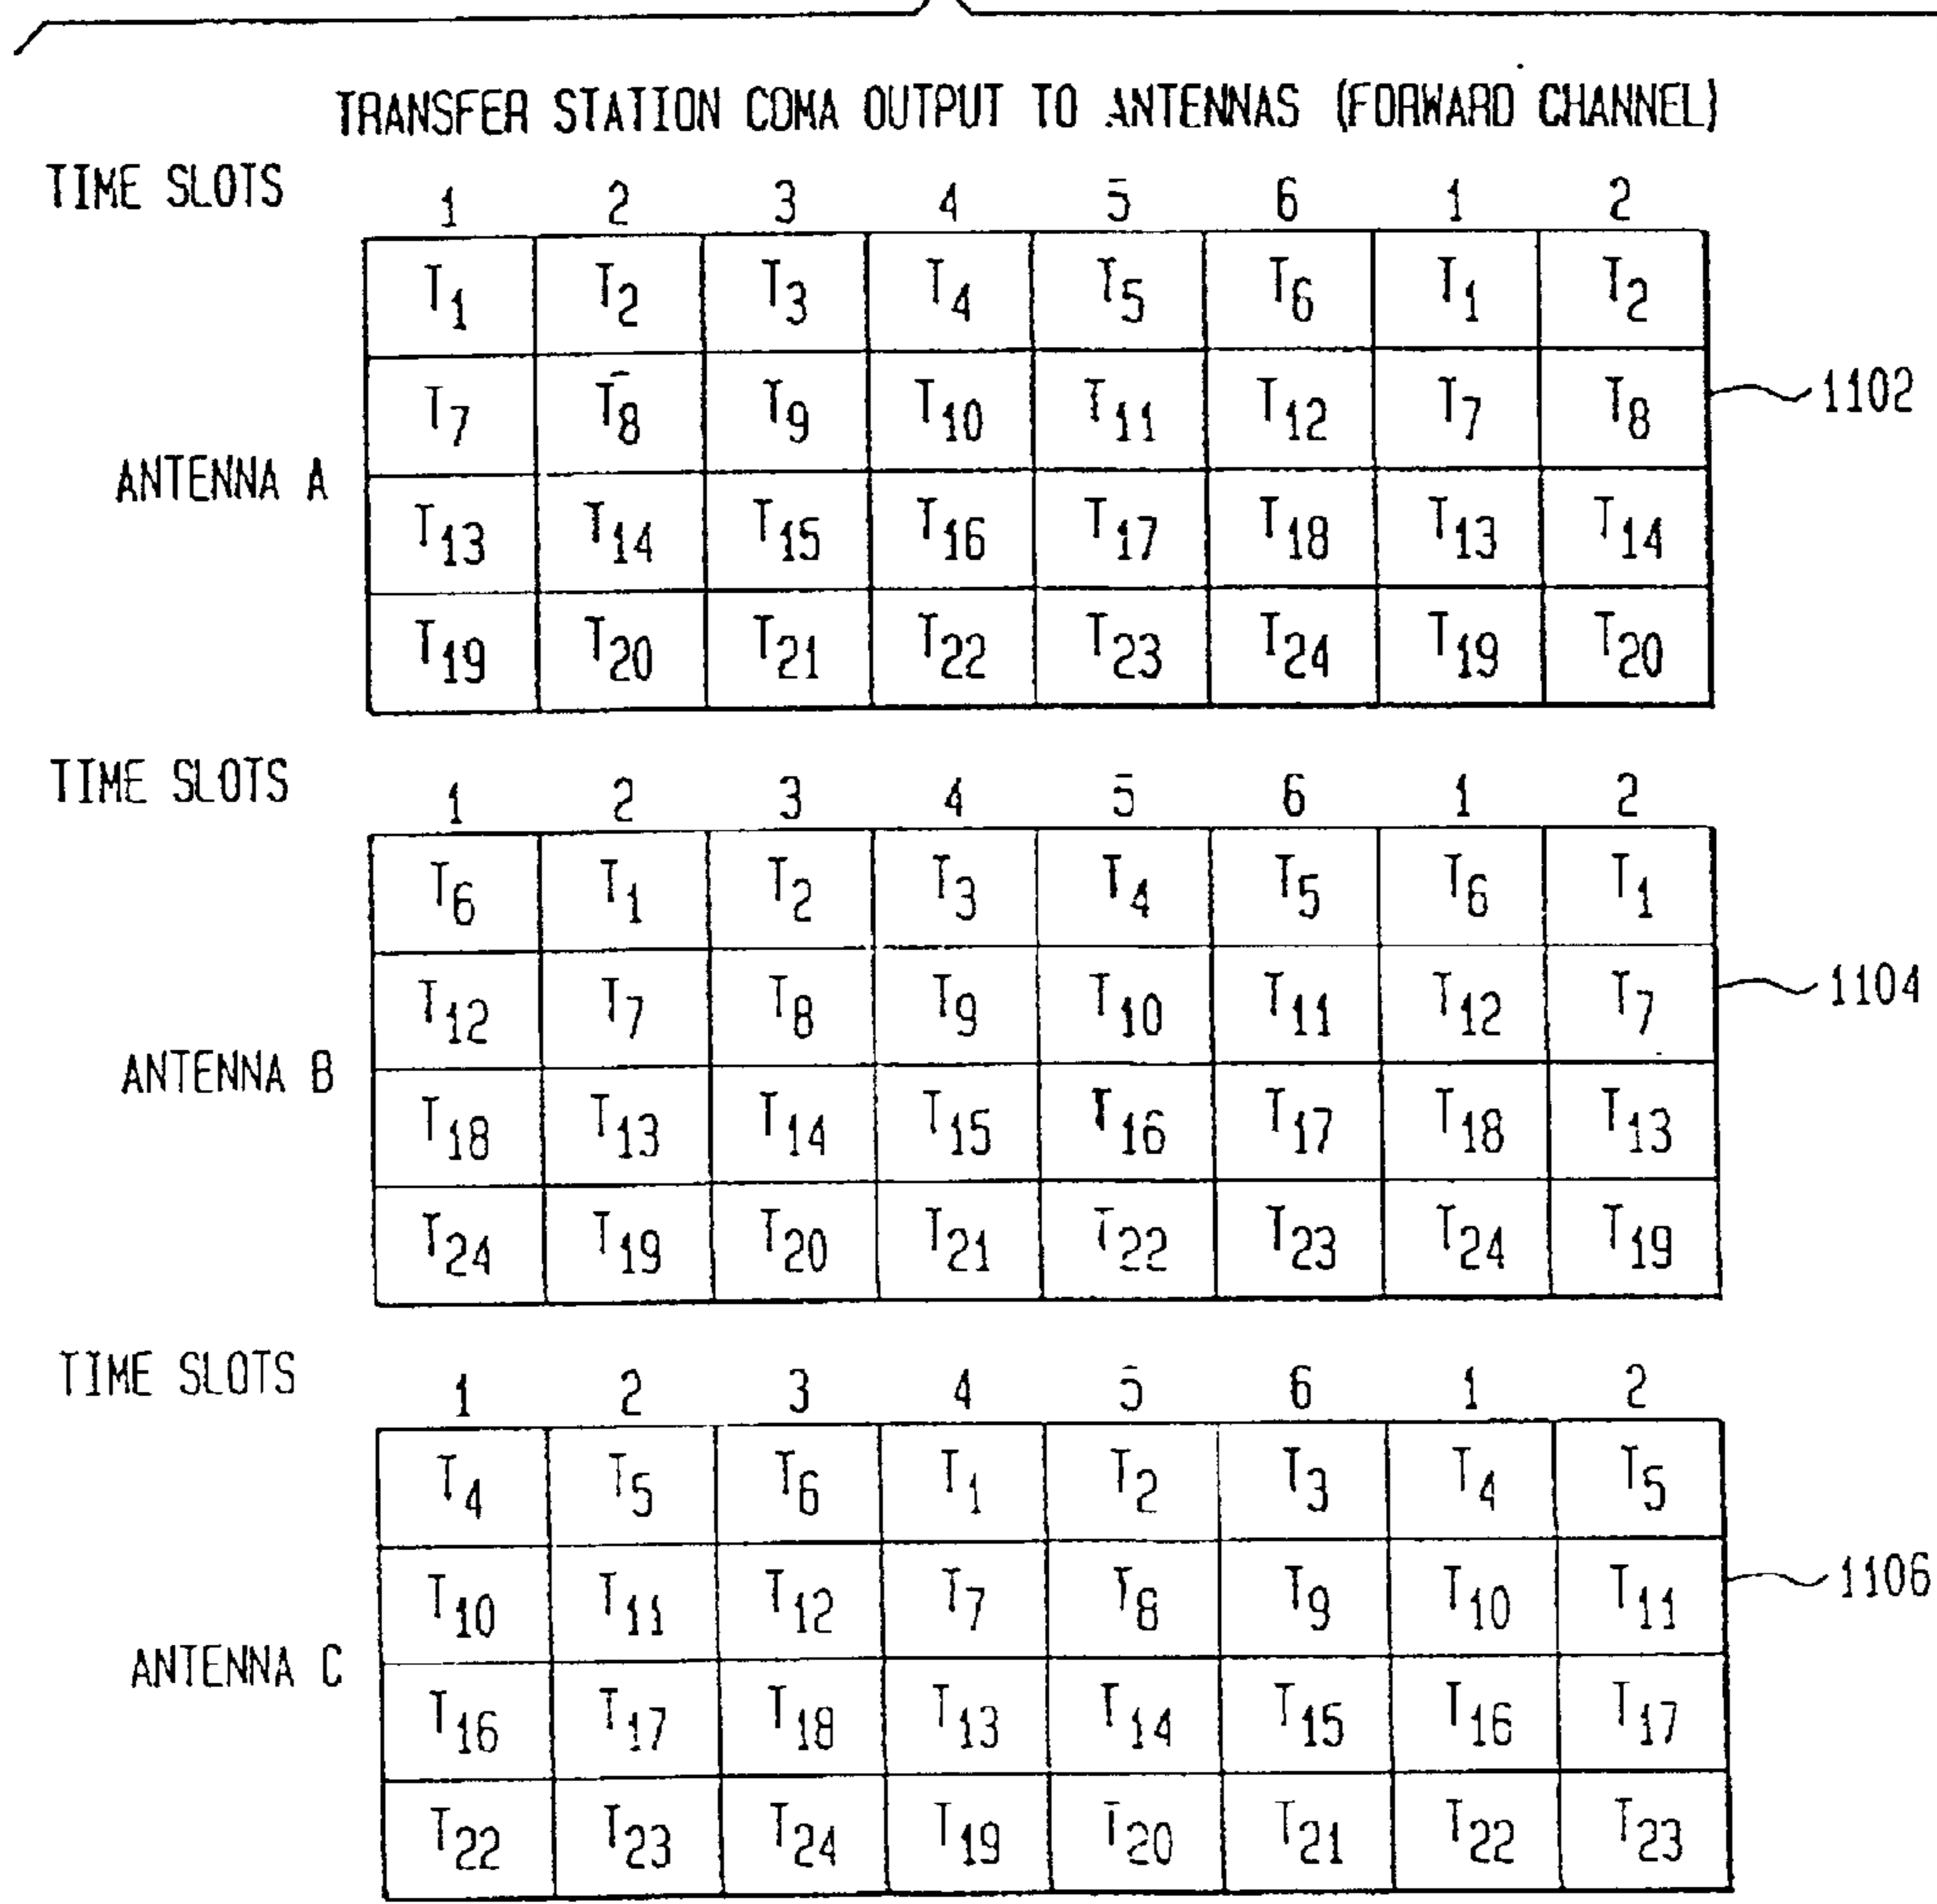 TRANSFER STATION CDMA OUTPUT TO ANTENNAS (FORWARD CHANNEL)
TIME SLOTS 1 2 3 4 5 6 1 2
T1 T2 T3 T4 T5 T6 T1 T2
T7 T8 T9 T10 T11 T12 T7 T8
1102
ANTENNA A
T13 T14 T15 T16 T17 T18 T13 T14
T19 T20 T21 T22 T23 T24 T19 T20
TIME SLOTS 1 2 3 4 5 6 1 2
T6 T1 T2 T3 T4 T5 T6 T1
T12 T7 T8 T9 T10 T11 T12 T7
1104
ANTENNA B
T18 T13 T14 T15 T16 T17 T18 T13
T24 T19 T20 T21 T22 T23 T24 T19
TIME SLOTS 1 2 3 4 5 6 1 2
T4 T5 T6 T1 T2 T3 T4 T5
T10 T11 T12 T7 T8 T9 T10 T11
1106
ANTENNA C
T16 T17 T18 T13 T14 T15 T16 T17
T22 T23 T24 T19 T20 T21 T22 T23